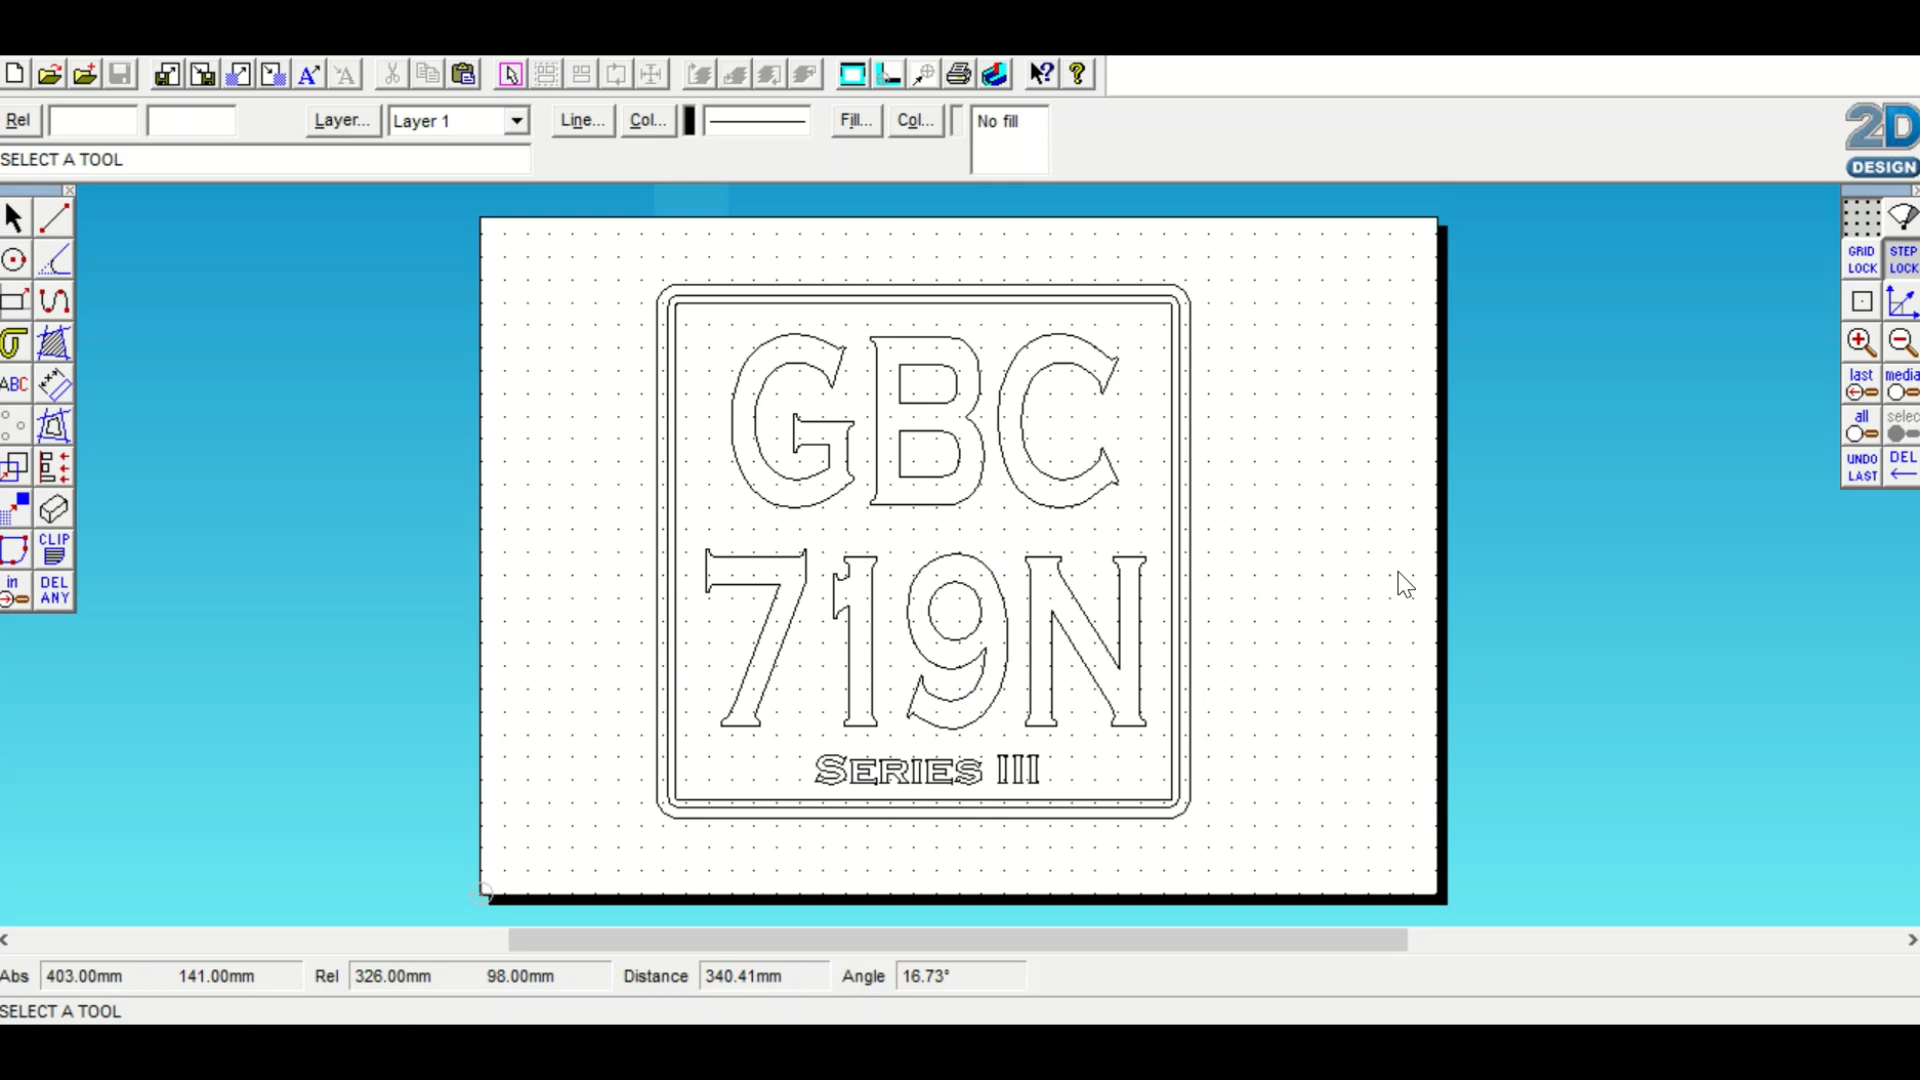 Rel
Layer...
Layer 1
Line...
Col...
Fill...
Col...
No fill
2D
DESIGN
SELECT A TOOL
GRID LOCK
STEP LOCK
ABC
last
media
all
selec
UNDO LAST
DEL
CLIP
in
DEL ANY
GBC
719N
SERIES III
Abs 403.00mm 141.00mm Rel 326.00mm 98.00mm Distance 340.41mm Angle 16.73°
SELECT A TOOL